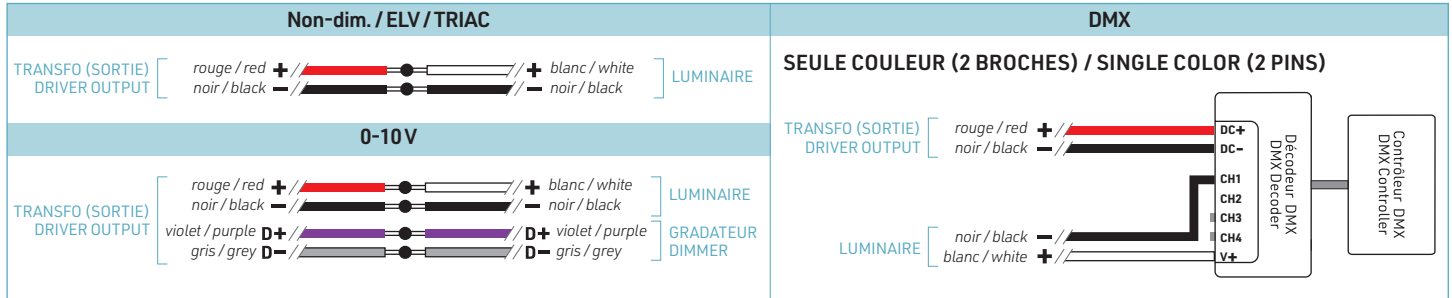 Non-dim. / ELV / TRIAC
TRANSFO (SORTIE)
DRIVER OUTPUT
rouge / red +
noir / black −
+ blanc / white
− noir / black
LUMINAIRE
0-10 V
TRANSFO (SORTIE)
DRIVER OUTPUT
rouge / red +
noir / black −
violet / purple D+
gris / grey D−
+ blanc / white
− noir / black
D+ violet / purple
D− gris / grey
LUMINAIRE
GRADATEUR
DIMMER
DMX
SEULE COULEUR (2 BROCHES) / SINGLE COLOR (2 PINS)
TRANSFO (SORTIE)
DRIVER OUTPUT
rouge / red +
noir / black −
LUMINAIRE
noir / black −
blanc / white +
DC+
DC−
CH1
CH2
CH3
CH4
V+
Décodeur DMX
DMX Decoder
Contrôleur DMX
DMX Controller